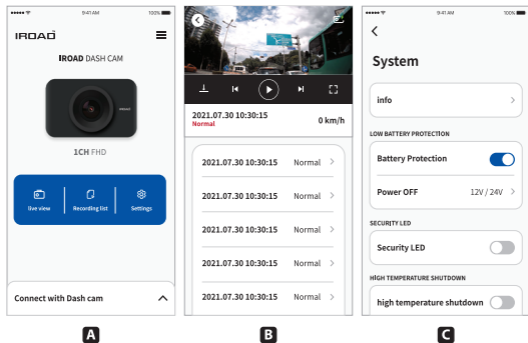 9:41 AM
100%
IROAD
IROAD DASH CAM
1CH FHD
live view
Recording list
Settings
Connect with Dash cam
A
2021.07.30 10:30:15
Normal
0 km/h
2021.07.30 10:30:15 Normal
2021.07.30 10:30:15 Normal
2021.07.30 10:30:15 Normal
2021.07.30 10:30:15 Normal
2021.07.30 10:30:15 Normal
B
9:41 AM
100%
System
info
LOW BATTERY PROTECTION
Battery Protection
Power OFF 12V / 24V
SECURITY LED
Security LED
HIGH TEMPERATURE SHUTDOWN
high temperature shutdown
C